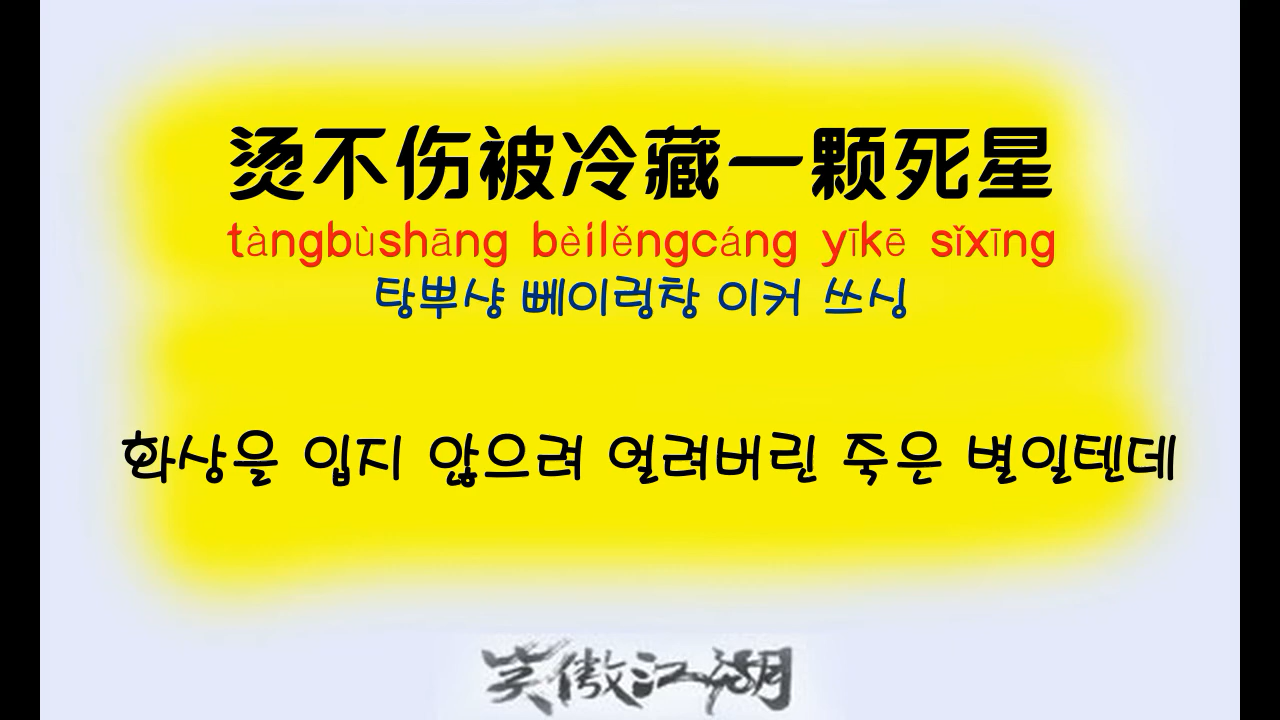 烫不伤被冷藏一颗死星
tàngbùshāng bèilěngcáng yīkē sǐxīng
탕뿌샹 뻬이렁창 이커 쓰싱
화상을 입지 않으려 얼려버린 죽은 별일텐데
笑傲江湖